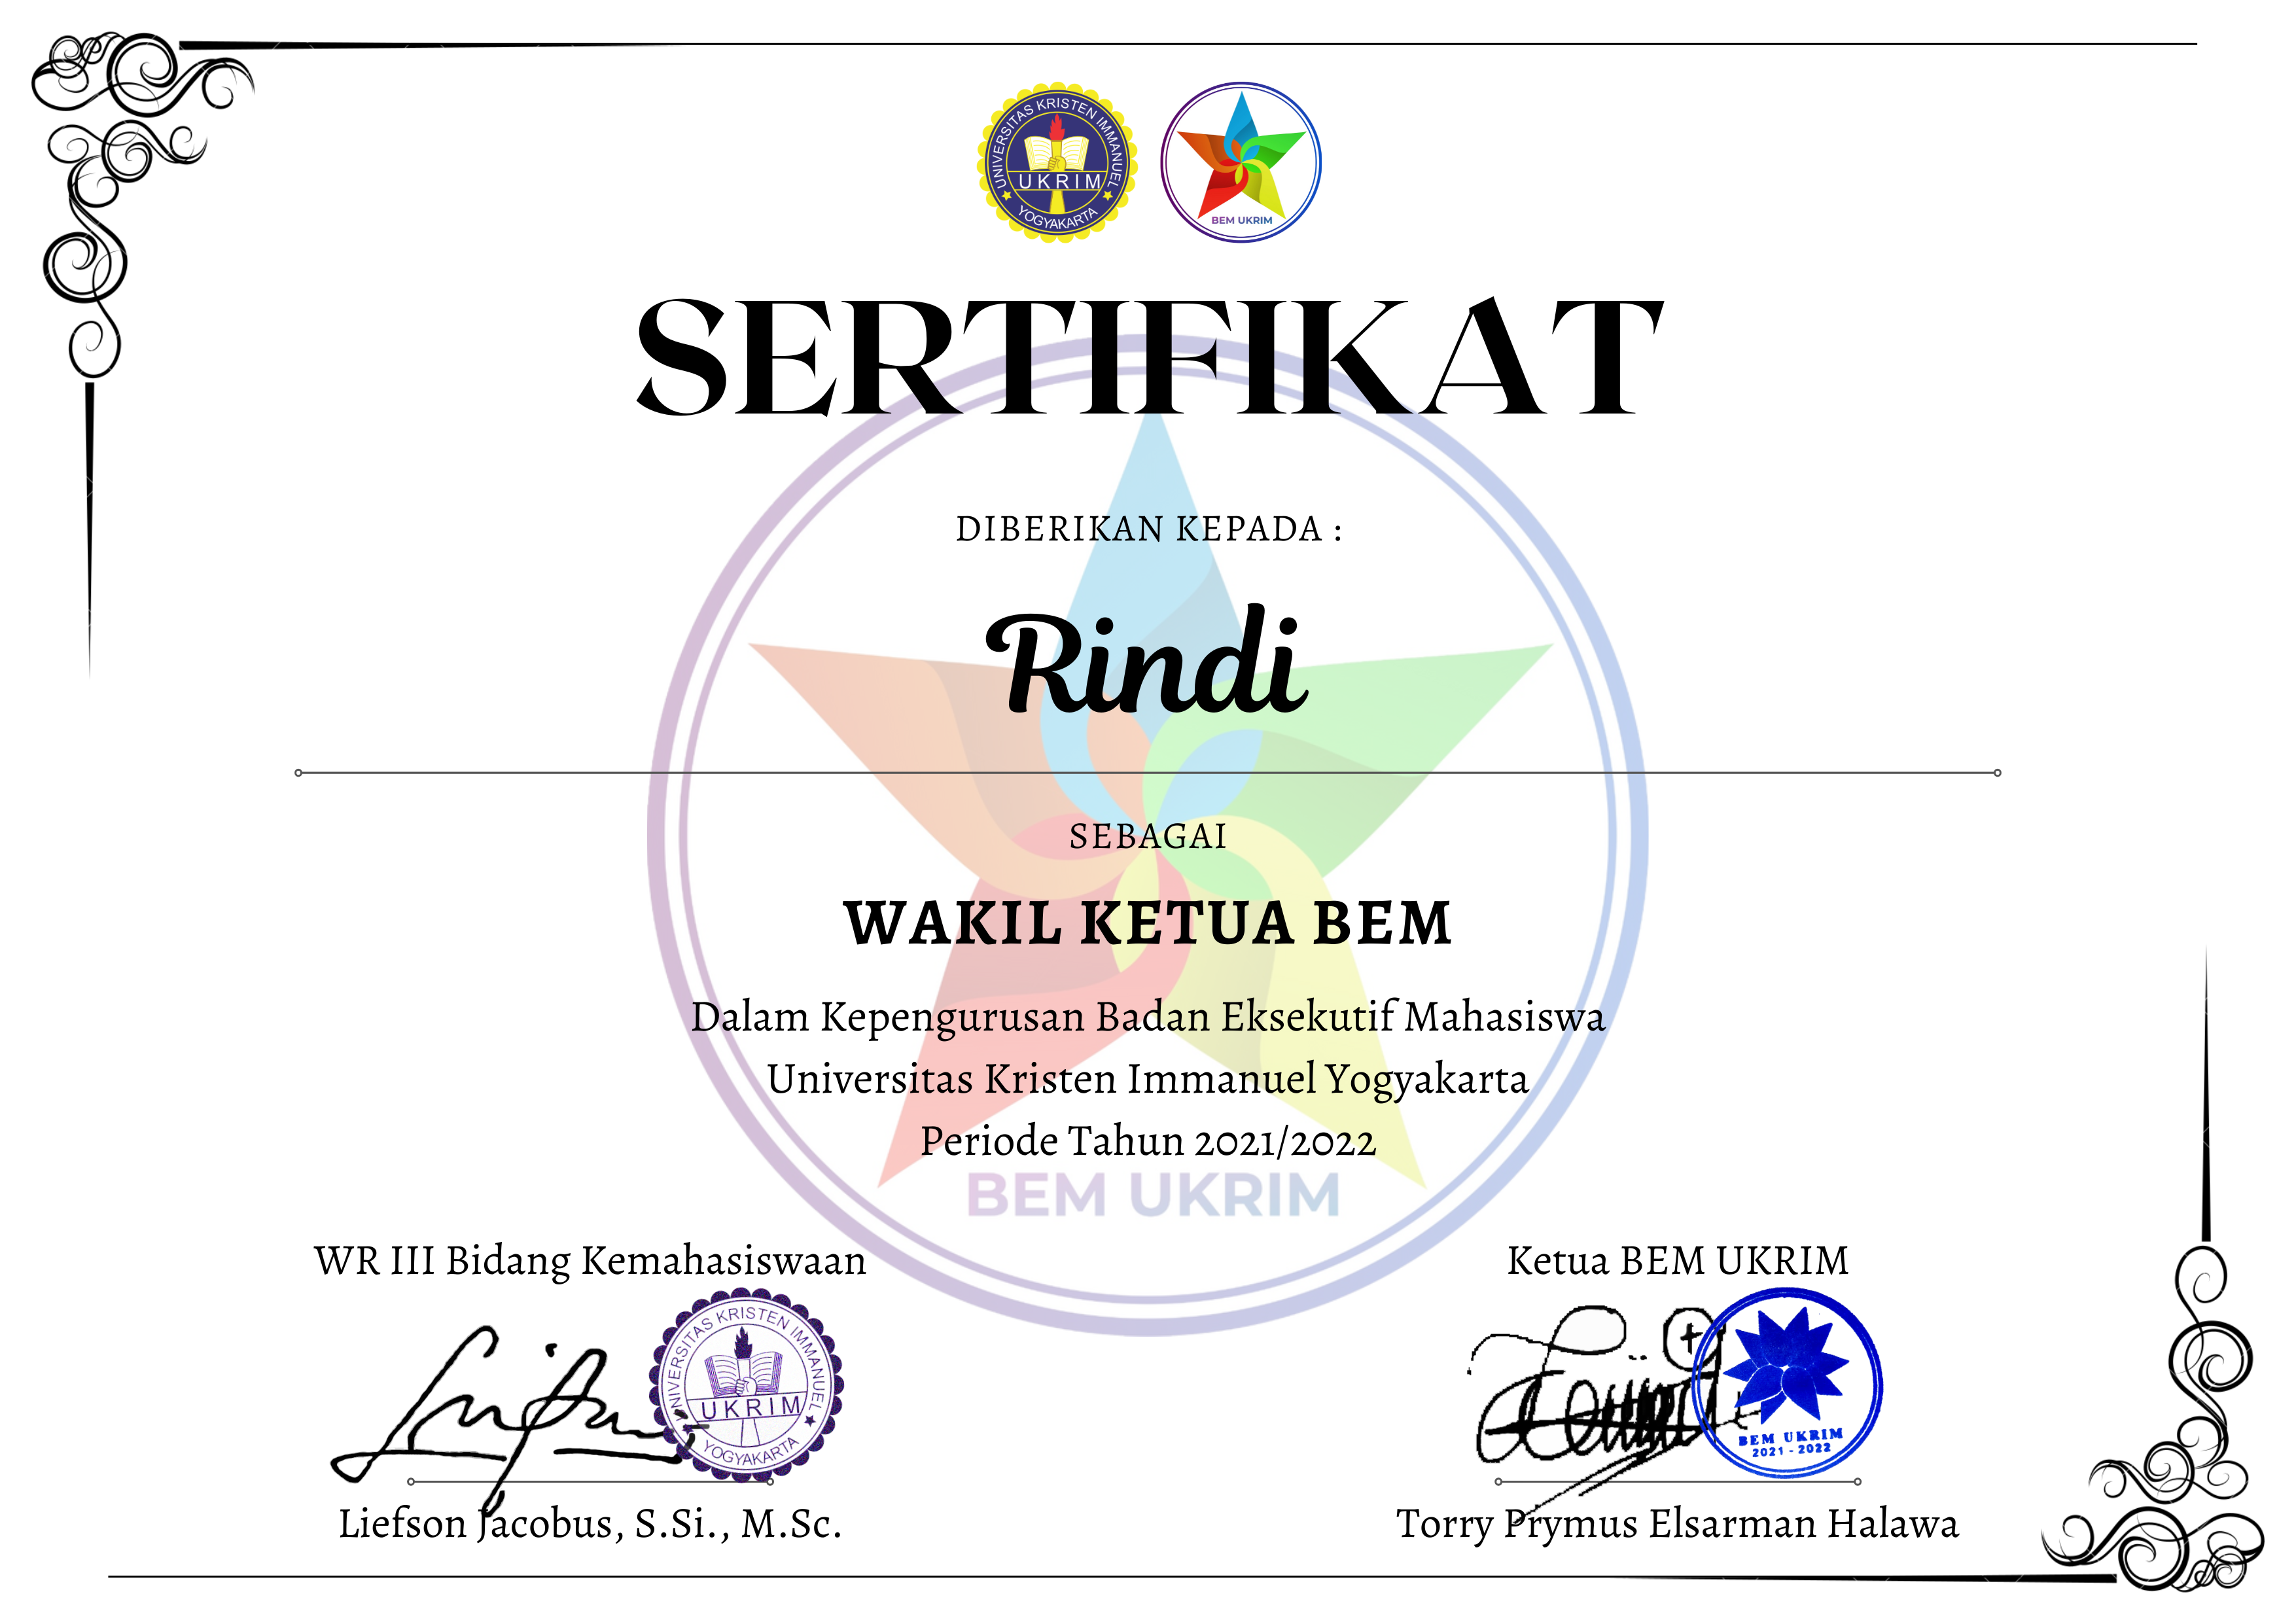 UNIVERSITAS KRISTEN IMMANUEL
UKRIM
YOGYAKARTA
BEM UKRIM
SERTIFIKAT
DIBERIKAN KEPADA :
Rindi
SEBAGAI
WAKIL KETUA BEM
Dalam Kepengurusan Badan Eksekutif Mahasiswa
Universitas Kristen Immanuel Yogyakarta
Periode Tahun 2021/2022
BEM UKRIM
WR III Bidang Kemahasiswaan
UNIVERSITAS KRISTEN IMMANUEL
UKRIM
YOGYAKARTA
Liefson Jacobus, S.Si., M.Sc.
Ketua BEM UKRIM
BEM UKRIM
2021 - 2022
Torry Prymus Elsarman Halawa